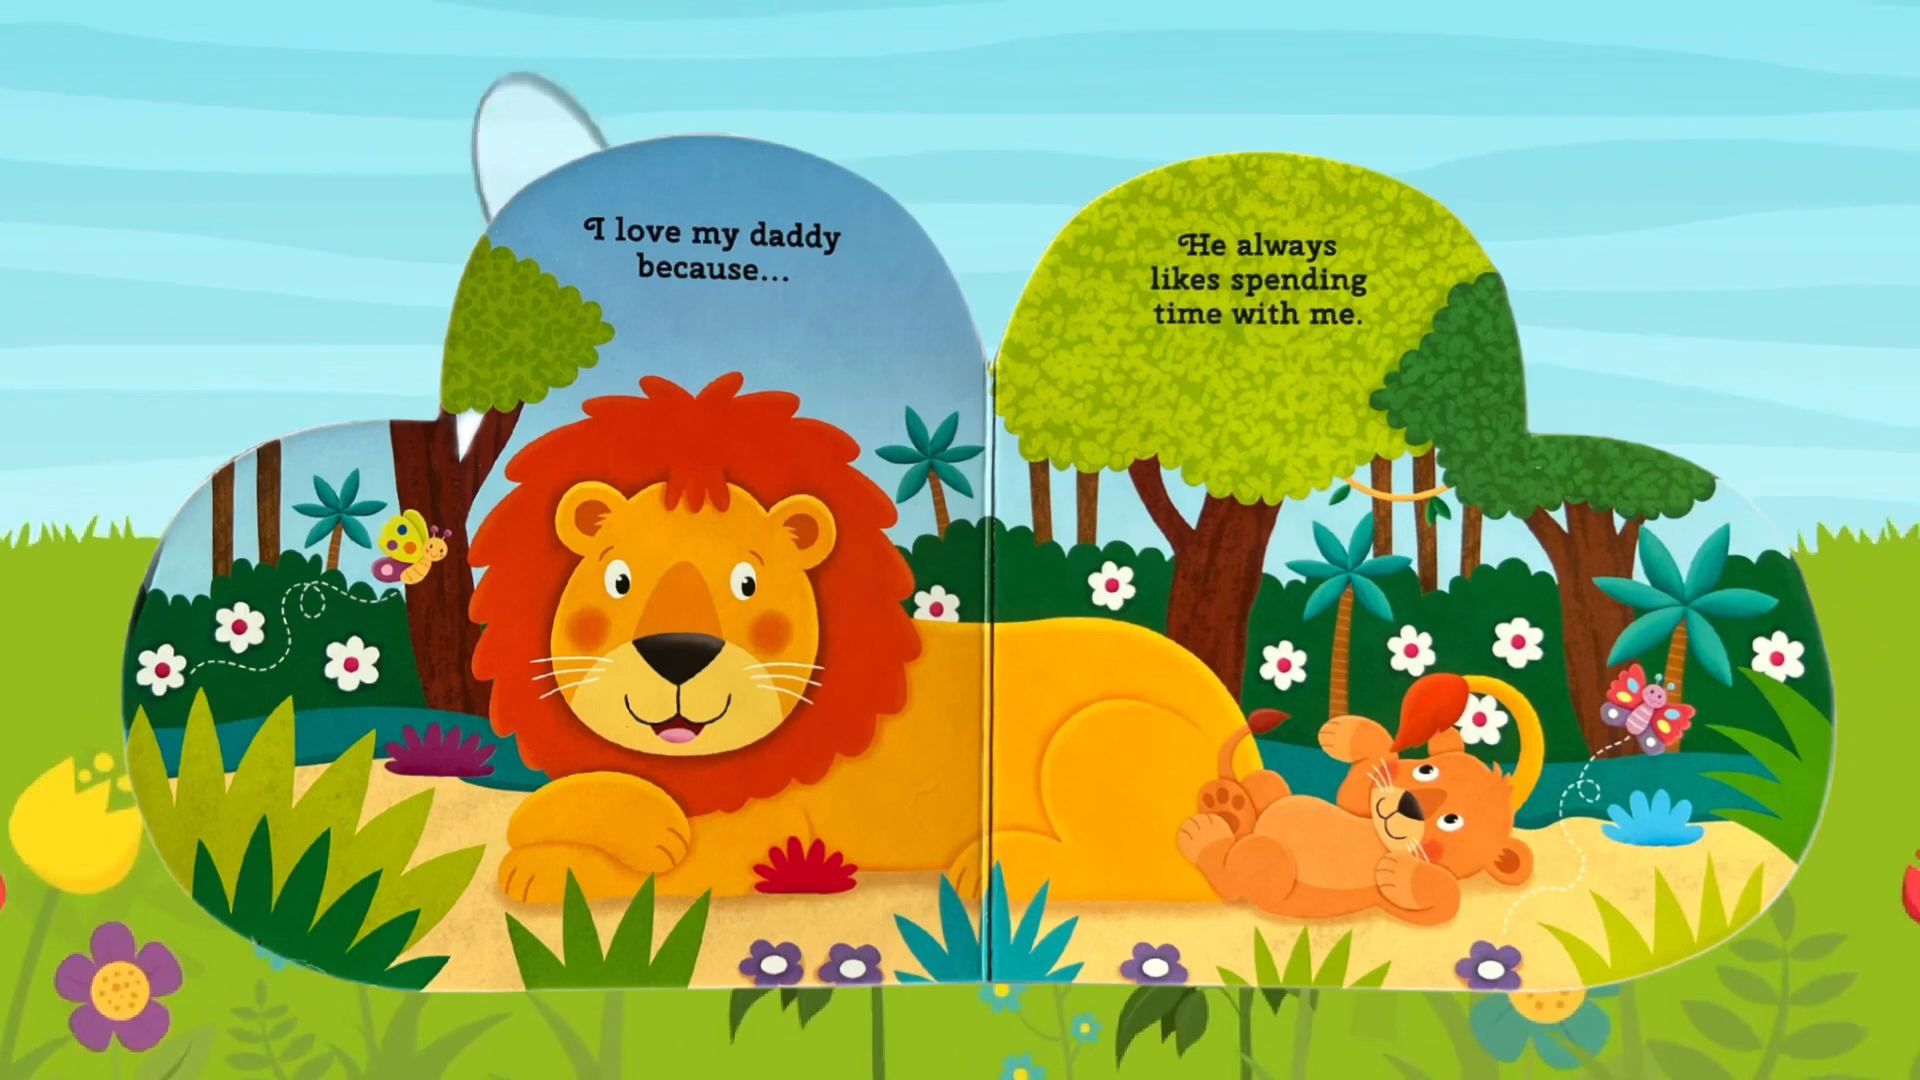 I love my daddy
because...
He always
likes spending
time with me.